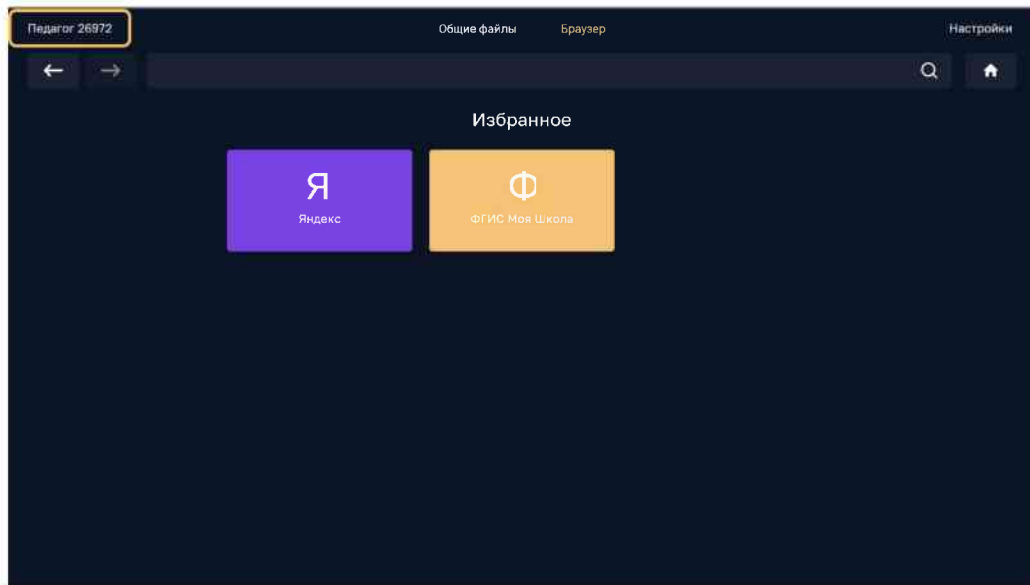 Педагог 26972
Общие файлы
Браузер
Настройки
Избранное
Я
Яндекс
Ф
ФГИС Моя Школа